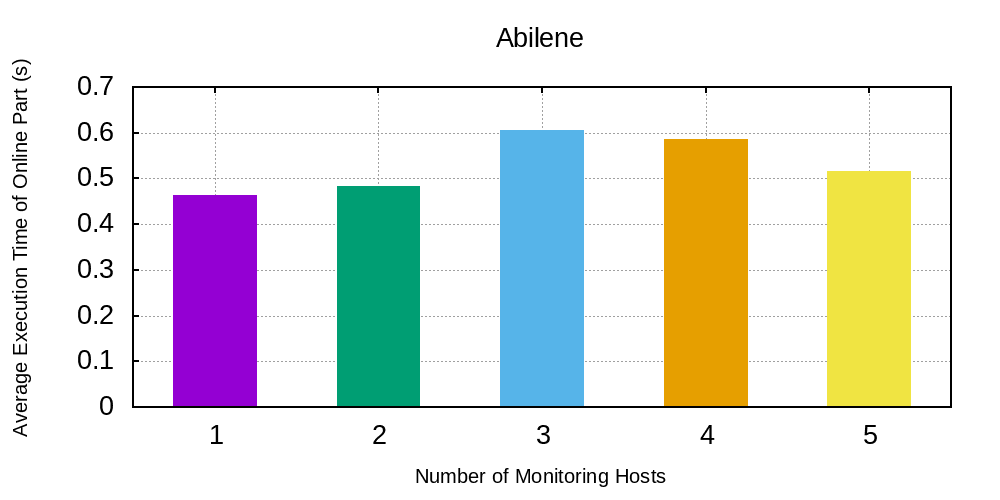 Abilene
Average Execution Time of Online Part (s)
0.7
0.6
0.5
0.4
0.3
0.2
0.1
0
1 2 3 4 5
Number of Monitoring Hosts